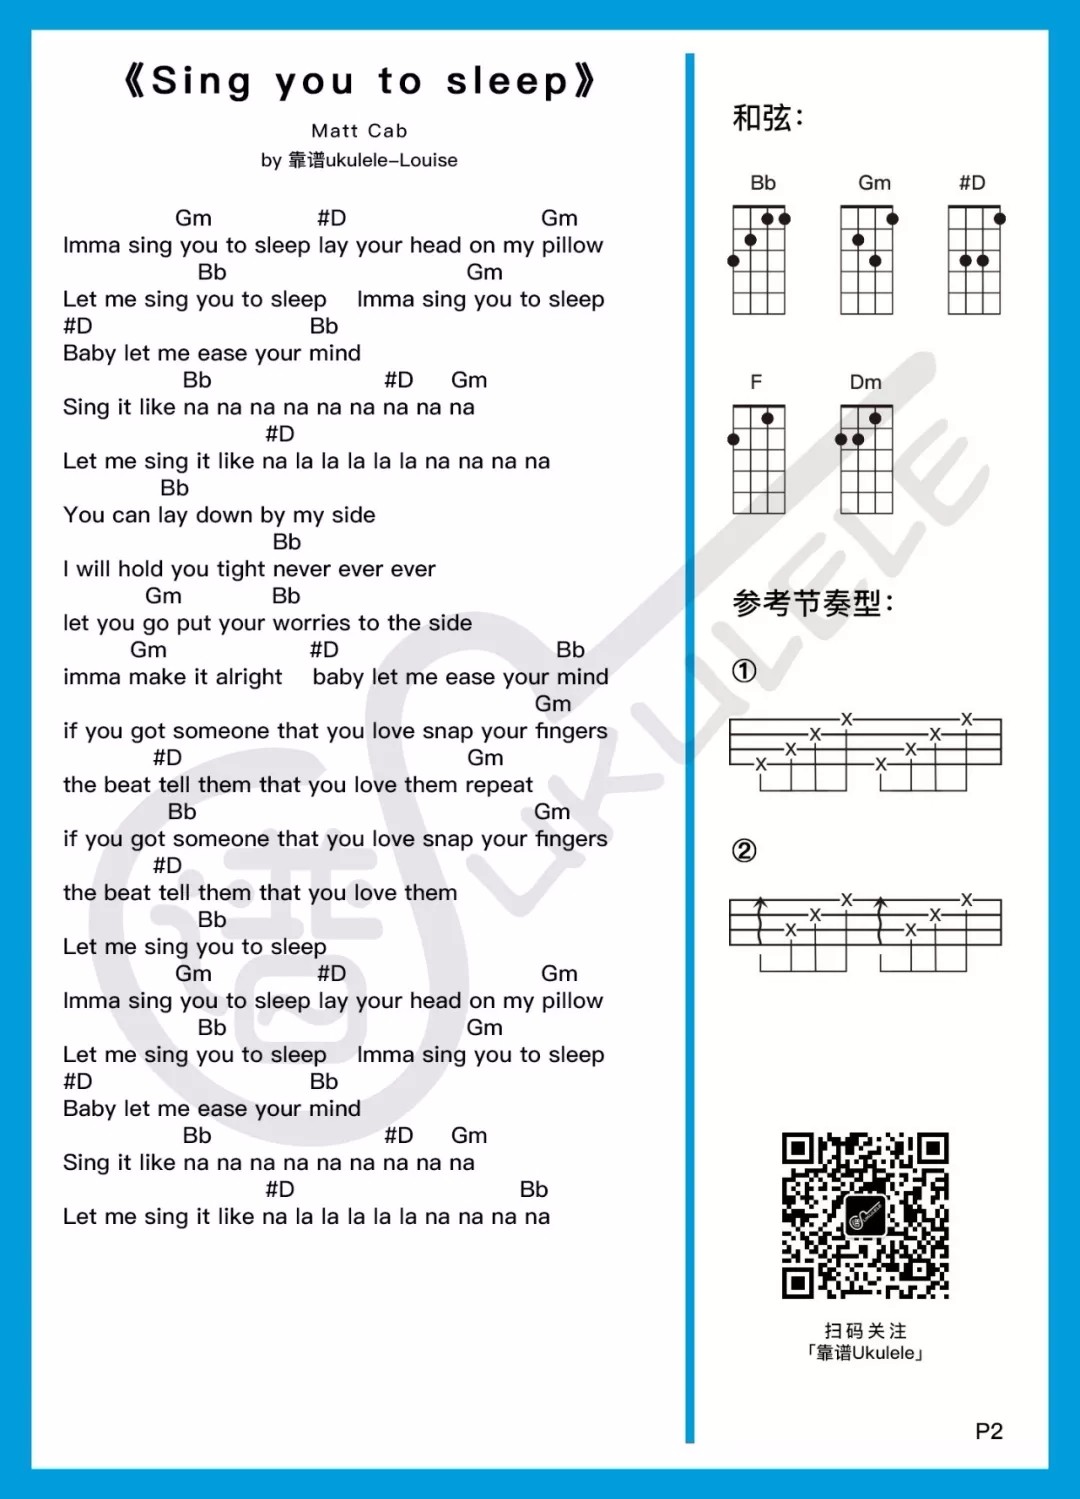 《Sing you to sleep》
Matt Cab
by 靠谱ukulele-Louise
Gm #D Gm
Imma sing you to sleep lay your head on my pillow
Bb Gm
Let me sing you to sleep Imma sing you to sleep
#D Bb
Baby let me ease your mind
Bb #D Gm
Sing it like na na na na na na na na na
#D
Let me sing it like na la la la la la na na na na
Bb
You can lay down by my side
Bb
I will hold you tight never ever ever
Gm Bb
let you go put your worries to the side
Gm #D Bb
imma make it alright baby let me ease your mind
Gm
if you got someone that you love snap your fingers
#D Gm
the beat tell them that you love them repeat
Bb Gm
if you got someone that you love snap your fingers
#D
the beat tell them that you love them
Bb
Let me sing you to sleep
Gm #D Gm
Imma sing you to sleep lay your head on my pillow
Bb Gm
Let me sing you to sleep Imma sing you to sleep
#D Bb
Baby let me ease your mind
Bb #D Gm
Sing it like na na na na na na na na na
#D Bb
Let me sing it like na la la la la la na na na na
和弦：
Bb Gm #D
F Dm
参考节奏型：
①
X X X X X X X X
②
X X X X X X
扫码关注
「靠谱Ukulele」
P2
谱 UKULELE